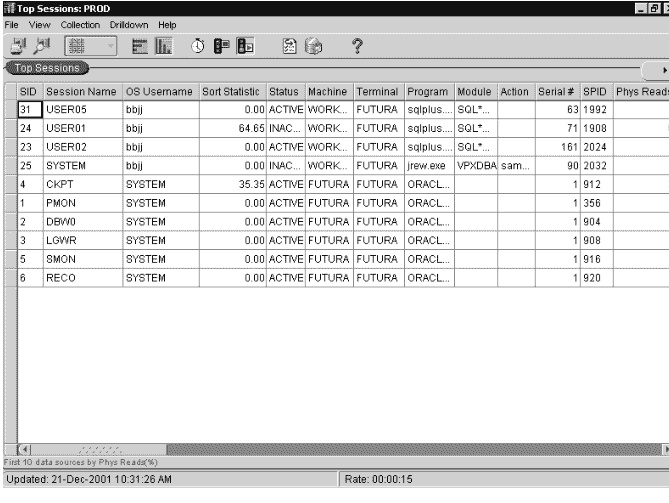 Top Sessions: PROD
File View Collection Drilldown Help
Top Sessions
SID Session Name OS Username Sort Statistic Status Machine Terminal Program Module Action Serial # SPID Phys Reads
31 USER05 bbjj 0.00 ACTIVE WORK... FUTURA sqlplus.... SQL*... 63 1992
24 USER01 bbjj 64.65 INAC... WORK... FUTURA sqlplus.... SQL*... 71 1908
23 USER02 bbjj 0.00 ACTIVE WORK... FUTURA sqlplus.... SQL*... 161 2024
25 SYSTEM bbjj 0.00 INAC... WORK... FUTURA jrew.exe VPXDBA sam... 90 2032
4 CKPT SYSTEM 35.35 ACTIVE FUTURA FUTURA ORACL... 1 912
1 PMON SYSTEM 0.00 ACTIVE FUTURA FUTURA ORACL... 1 356
2 DBW0 SYSTEM 0.00 ACTIVE FUTURA FUTURA ORACL... 1 904
3 LGWR SYSTEM 0.00 ACTIVE FUTURA FUTURA ORACL... 1 908
5 SMON SYSTEM 0.00 ACTIVE FUTURA FUTURA ORACL... 1 916
6 RECO SYSTEM 0.00 ACTIVE FUTURA FUTURA ORACL... 1 920
First 10 data sources by Phys Reads(%)
Updated: 21-Dec-2001 10:31:26 AM Rate: 00:00:15